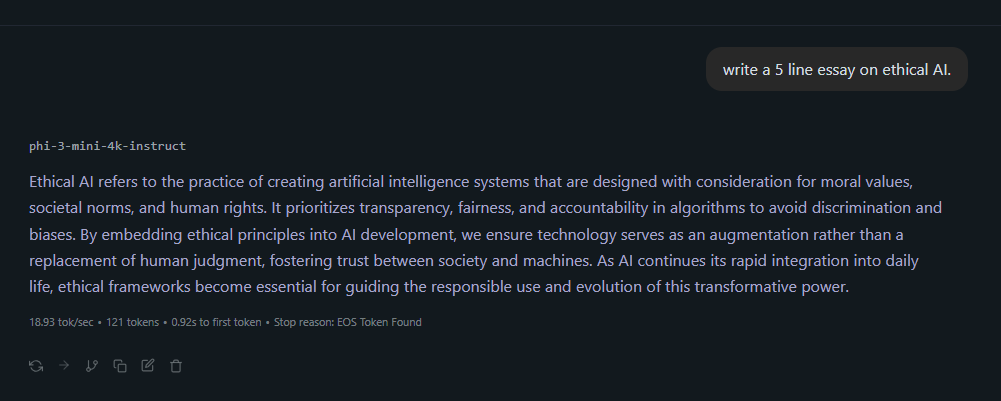 write a 5 line essay on ethical AI.
phi-3-mini-4k-instruct
Ethical AI refers to the practice of creating artificial intelligence systems that are designed with consideration for moral values,
societal norms, and human rights. It prioritizes transparency, fairness, and accountability in algorithms to avoid discrimination and
biases. By embedding ethical principles into AI development, we ensure technology serves as an augmentation rather than a
replacement of human judgment, fostering trust between society and machines. As AI continues its rapid integration into daily
life, ethical frameworks become essential for guiding the responsible use and evolution of this transformative power.
18.93 tok/sec • 121 tokens • 0.92s to first token • Stop reason: EOS Token Found